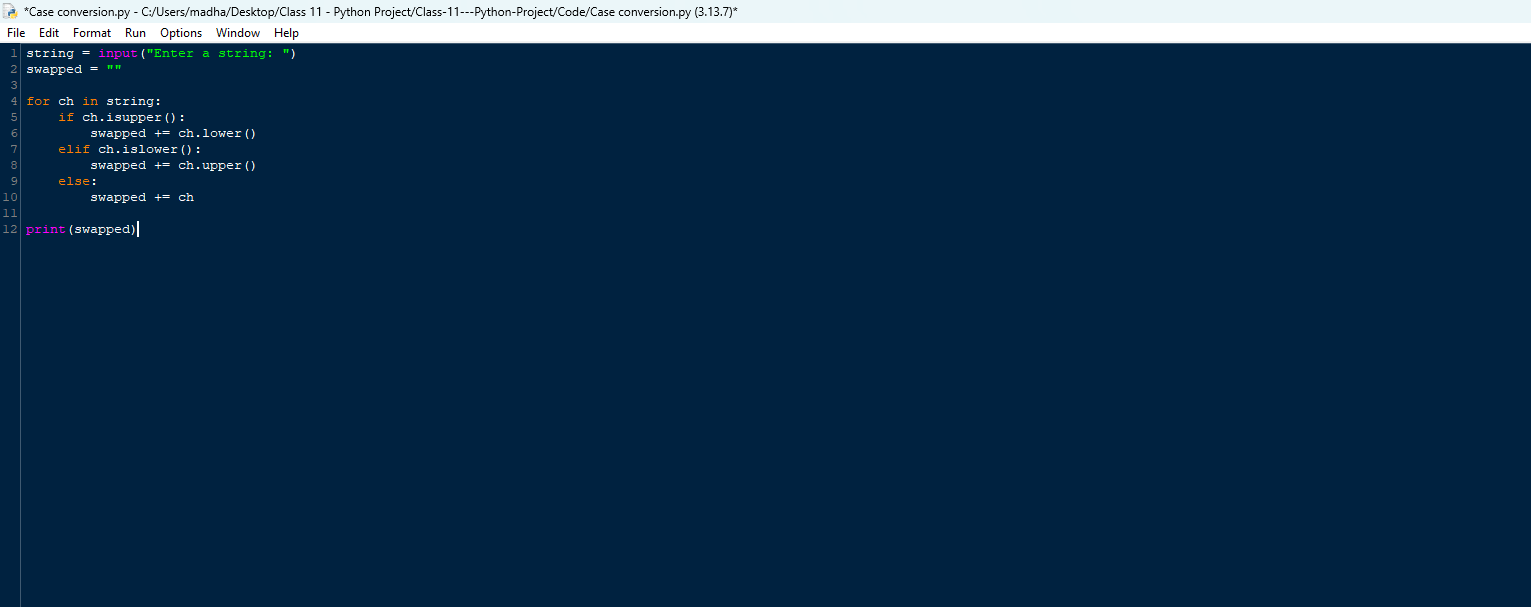 *Case conversion.py - C:/Users/madha/Desktop/Class 11 - Python Project/Class-11---Python-Project/Code/Case conversion.py (3.13.7)*
File Edit Format Run Options Window Help
1 string = input("Enter a string: ")
2 swapped = ""
3
4 for ch in string:
5     if ch.isupper():
6         swapped += ch.lower()
7     elif ch.islower():
8         swapped += ch.upper()
9     else:
10         swapped += ch
11
12 print(swapped)